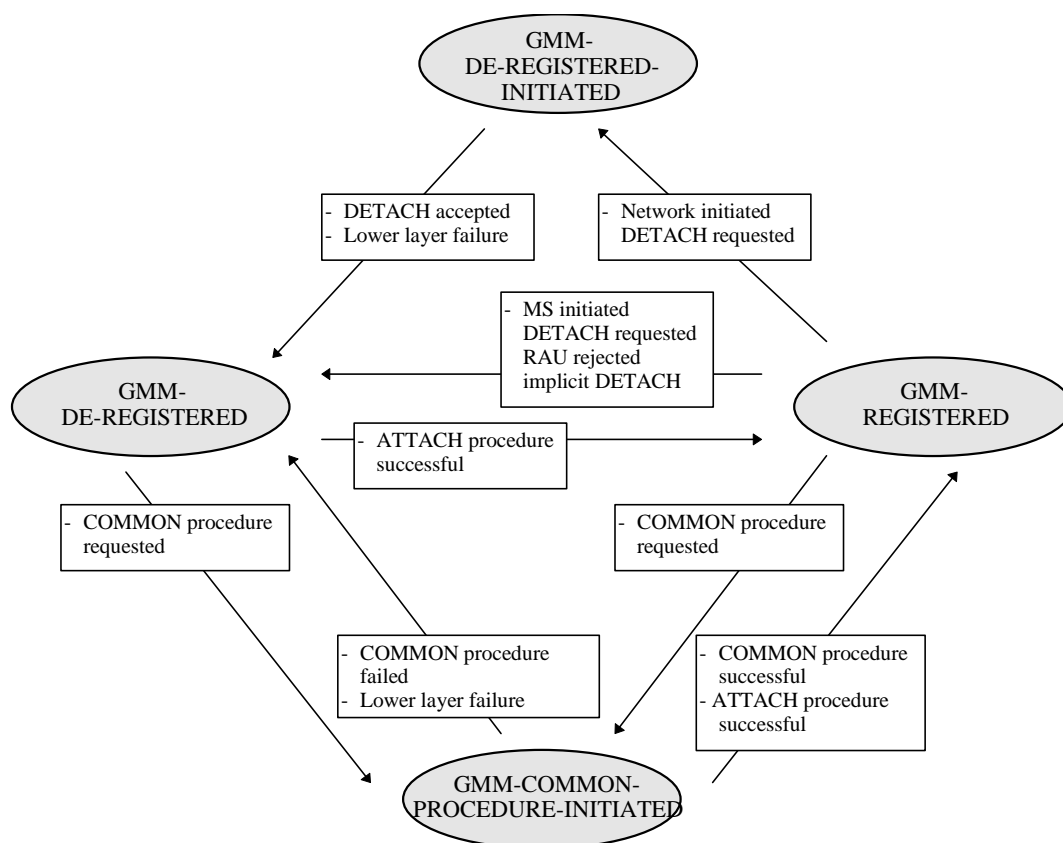 GMM-
DE-REGISTERED-
INITIATED
- DETACH accepted
- Lower layer failure
- Network initiated
DETACH requested
- MS initiated
DETACH requested
RAU rejected
implicit DETACH
GMM-
DE-REGISTERED
GMM-
REGISTERED
- ATTACH procedure
successful
- COMMON procedure
requested
- COMMON procedure
requested
- COMMON procedure
failed
- Lower layer failure
- COMMON procedure
successful
- ATTACH procedure
successful
GMM-COMMON-
PROCEDURE-INITIATED